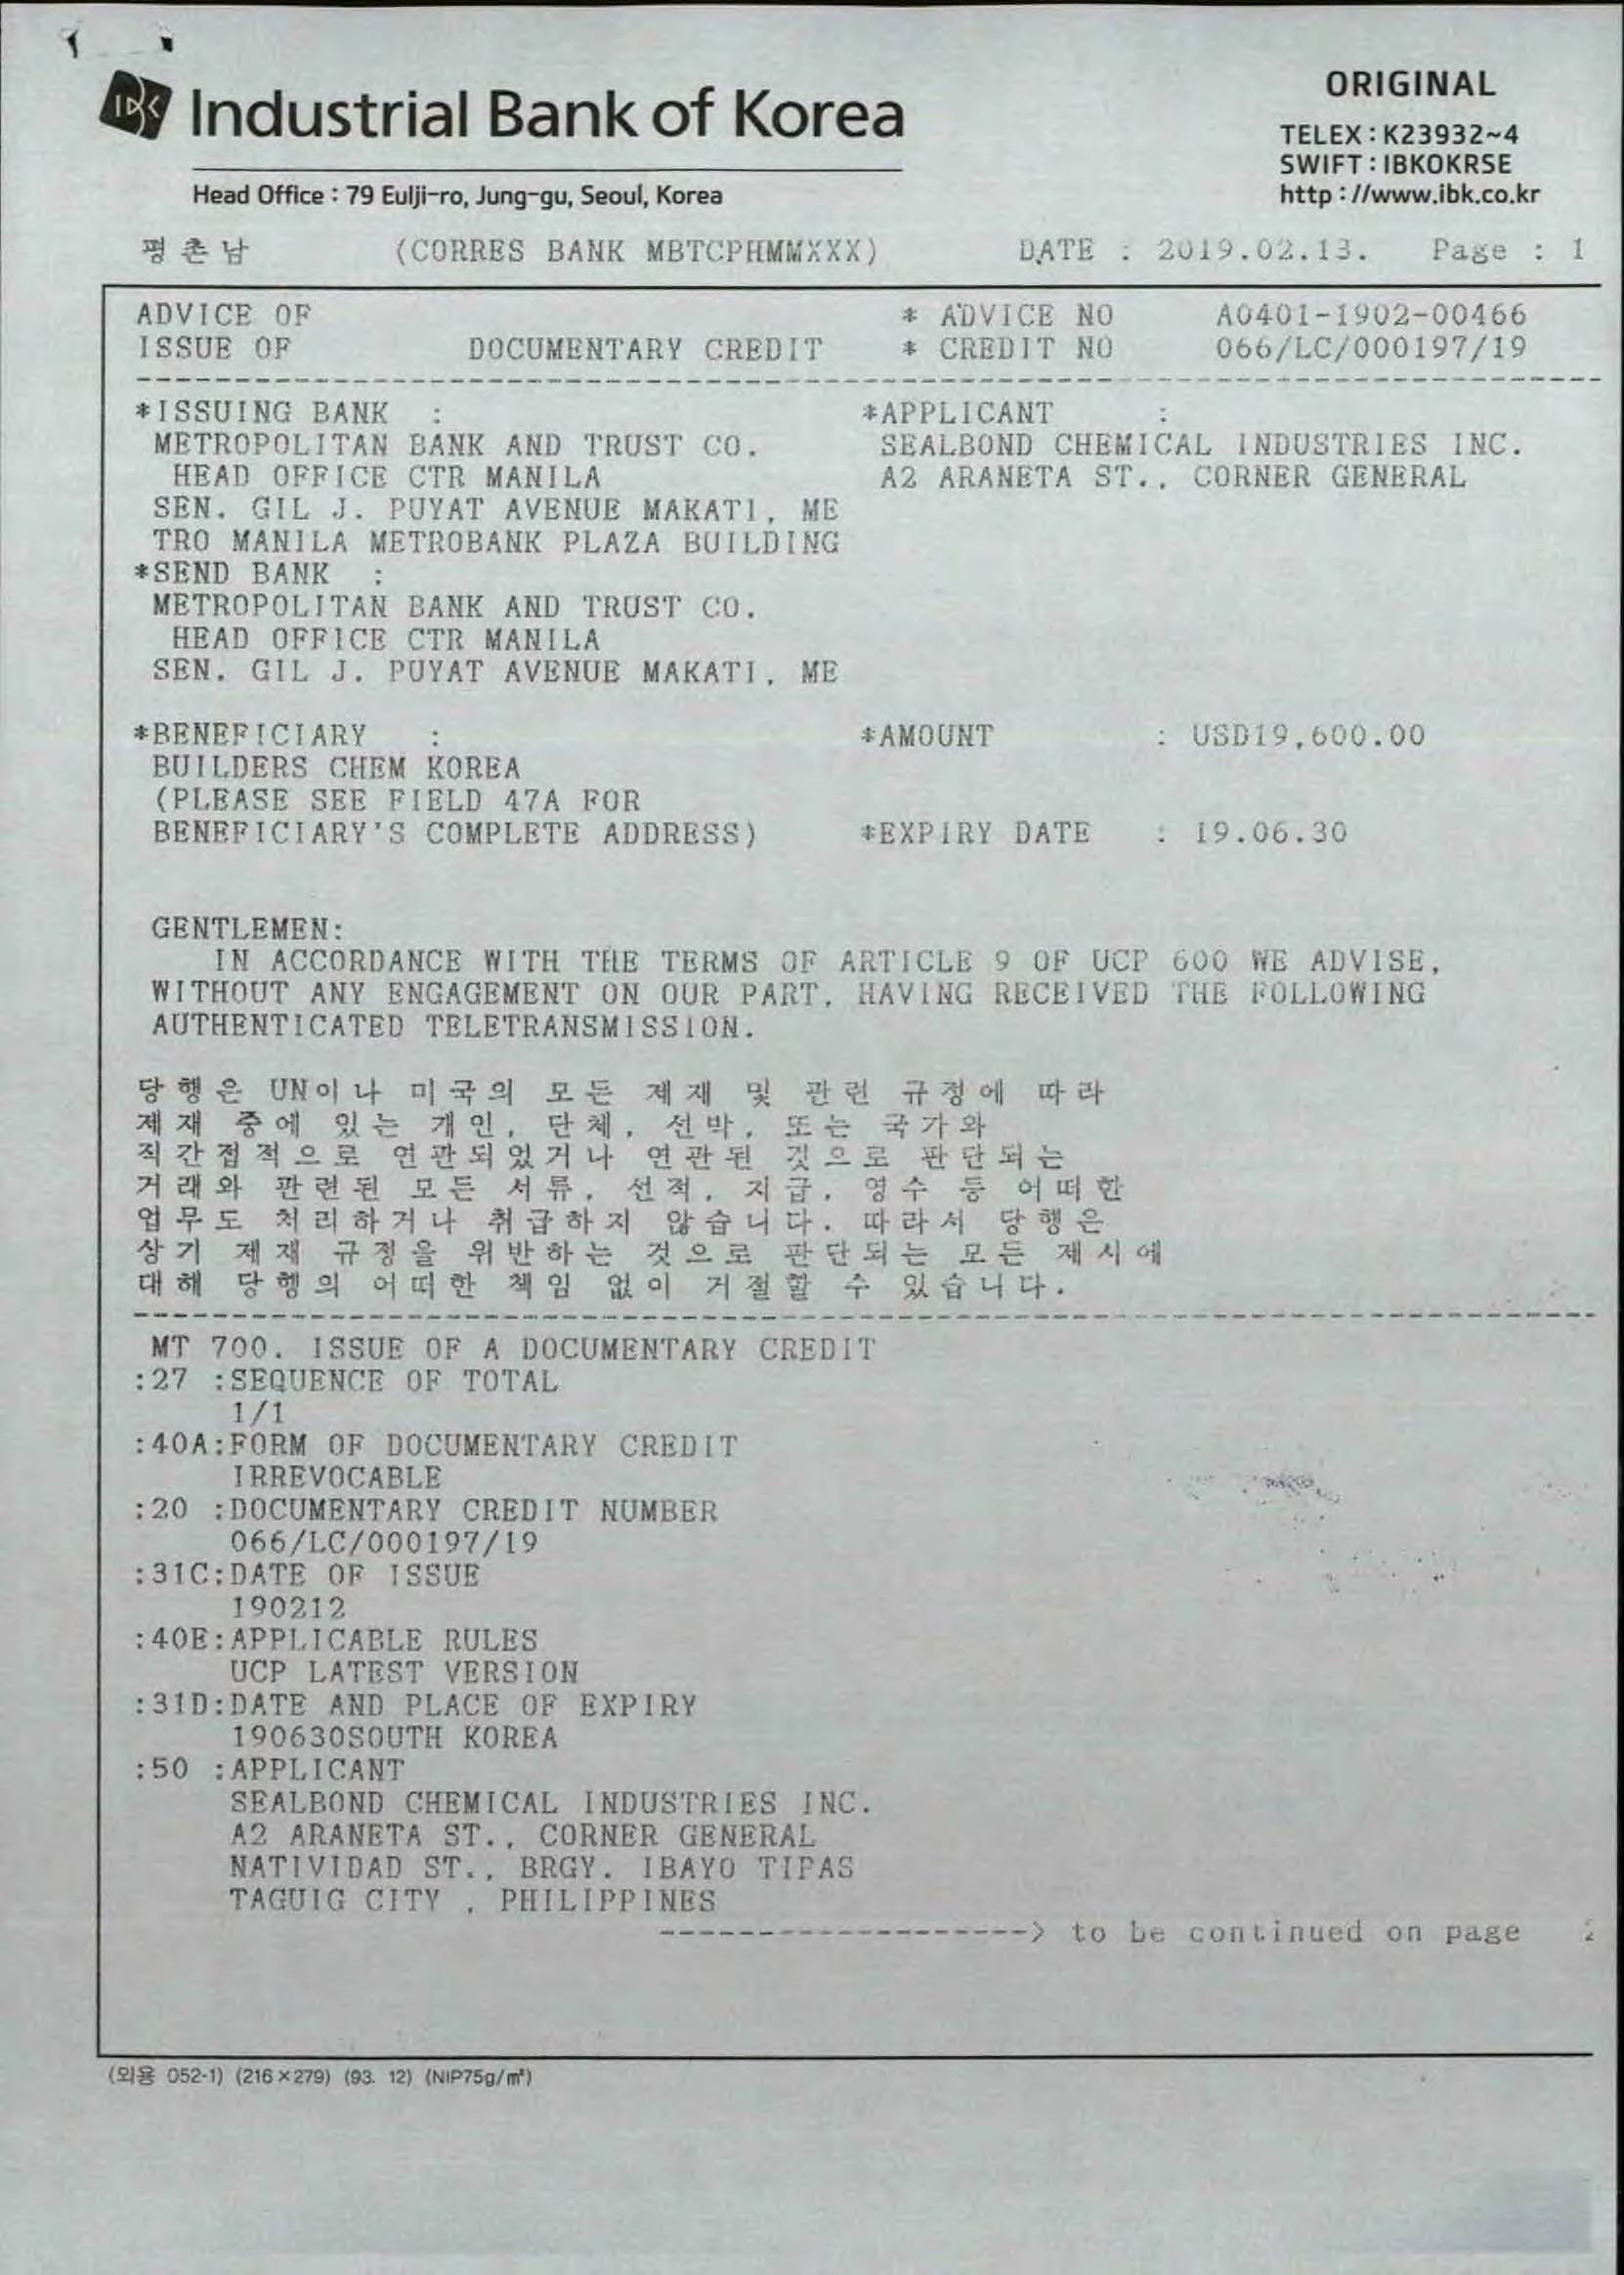 IBK Industrial Bank of Korea
ORIGINAL
TELEX : K23932~4
SWIFT : IBKOKRSE
http : //www.ibk.co.kr
Head Office : 79 Eulji-ro, Jung-gu, Seoul, Korea
평촌남 (CORRES BANK MBTCPHMMXXX) DATE : 2019.02.13. Page : 1
ADVICE OF * ADVICE NO A0401-1902-00466
ISSUE OF DOCUMENTARY CREDIT * CREDIT NO 066/LC/000197/19
*ISSUING BANK : *APPLICANT :
METROPOLITAN BANK AND TRUST CO. SEALBOND CHEMICAL INDUSTRIES INC.
HEAD OFFICE CTR MANILA A2 ARANETA ST., CORNER GENERAL
SEN. GIL J. PUYAT AVENUE MAKATI, ME
TRO MANILA METROBANK PLAZA BUILDING
*SEND BANK :
METROPOLITAN BANK AND TRUST CO.
HEAD OFFICE CTR MANILA
SEN. GIL J. PUYAT AVENUE MAKATI, ME
*BENEFICIARY : *AMOUNT : USD19,600.00
BUILDERS CHEM KOREA
(PLEASE SEE FIELD 47A FOR
BENEFICIARY'S COMPLETE ADDRESS) *EXPIRY DATE : 19.06.30
GENTLEMEN:
IN ACCORDANCE WITH THE TERMS OF ARTICLE 9 OF UCP 600 WE ADVISE,
WITHOUT ANY ENGAGEMENT ON OUR PART, HAVING RECEIVED THE FOLLOWING
AUTHENTICATED TELETRANSMISSION.
당행은 UN이나 미국의 모든 제재 및 관련 규정에 따라
제재 중에 있는 개인, 단체, 선박, 또는 국가와
직간접적으로 연관되었거나 연관된 것으로 판단되는
거래와 관련된 모든 서류, 선적, 지급, 영수 등 어떠한
업무도 처리하거나 취급하지 않습니다. 따라서 당행은
상기 제재 규정을 위반하는 것으로 판단되는 모든 제시에
대해 당행의 어떠한 책임 없이 거절할 수 있습니다.
MT 700. ISSUE OF A DOCUMENTARY CREDIT
:27 :SEQUENCE OF TOTAL
1/1
:40A:FORM OF DOCUMENTARY CREDIT
IRREVOCABLE
:20 :DOCUMENTARY CREDIT NUMBER
066/LC/000197/19
:31C:DATE OF ISSUE
190212
:40E:APPLICABLE RULES
UCP LATEST VERSION
:31D:DATE AND PLACE OF EXPIRY
190630SOUTH KOREA
:50 :APPLICANT
SEALBOND CHEMICAL INDUSTRIES INC.
A2 ARANETA ST., CORNER GENERAL
NATIVIDAD ST., BRGY. IBAYO TIPAS
TAGUIG CITY , PHILIPPINES
-------------------> to be continued on page 2
(외용 052-1) (216×279) (93. 12) (NIP75g/㎡)